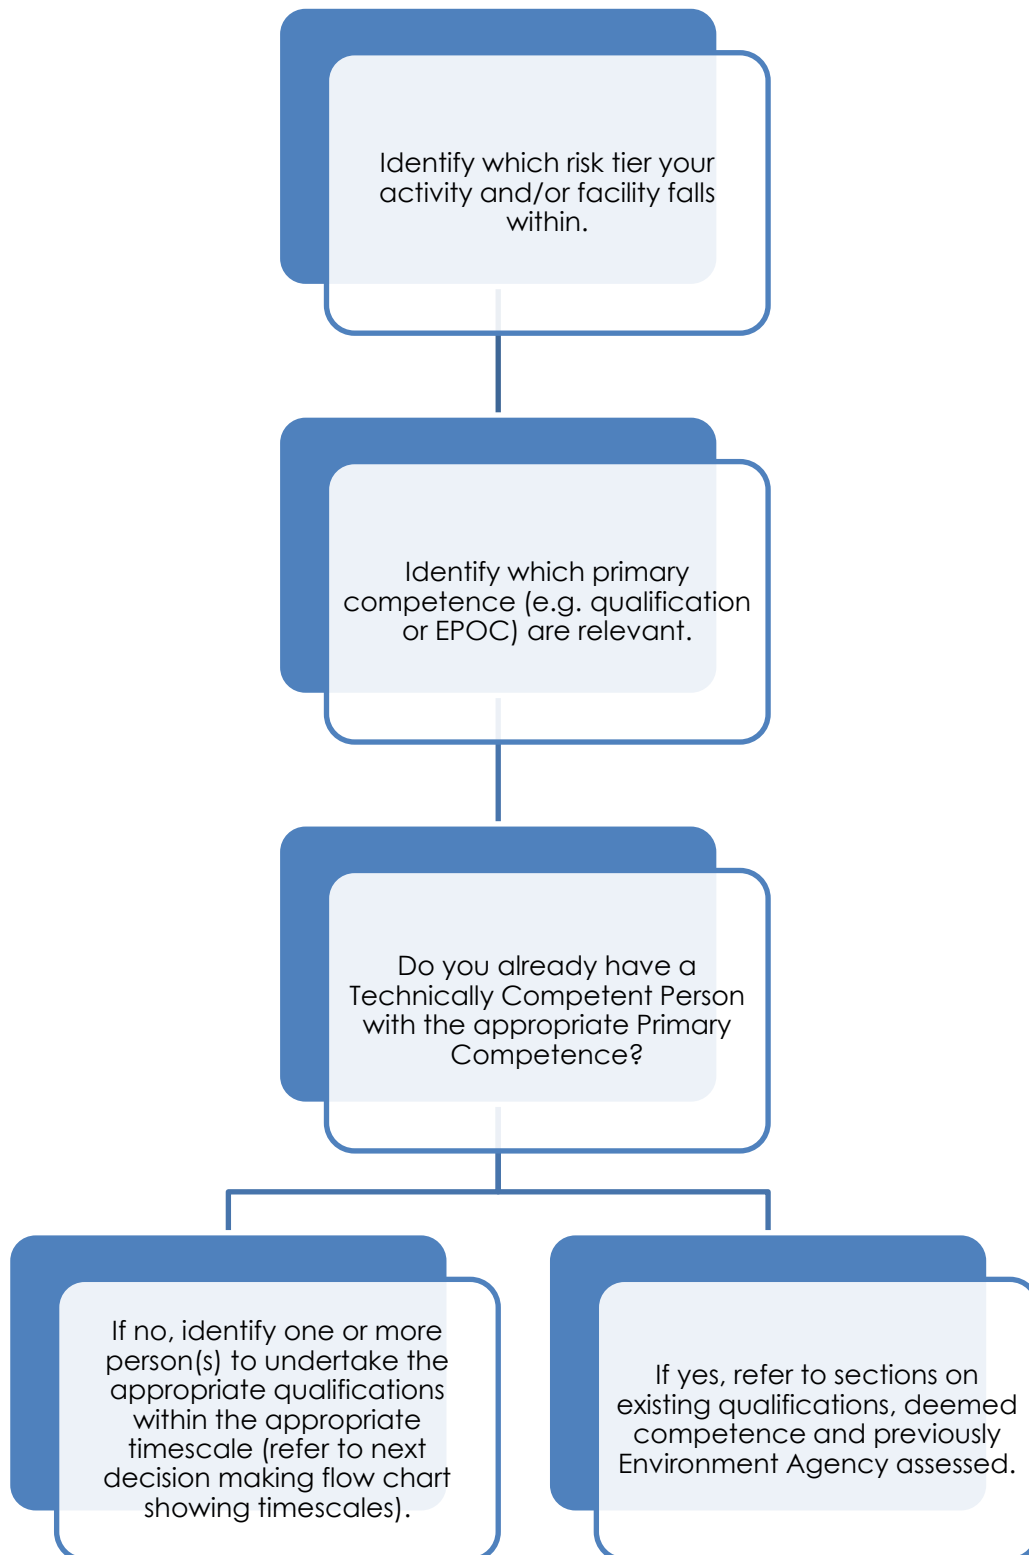 Identify which risk tier your
activity and/or facility falls
within.
Identify which primary
competence (e.g. qualification
or EPOC) are relevant.
Do you already have a
Technically Competent Person
with the appropriate Primary
Competence?
If no, identify one or more
person(s) to undertake the
appropriate qualifications
within the appropriate
timescale (refer to next
decision making flow chart
showing timescales).
If yes, refer to sections on
existing qualifications, deemed
competence and previously
Environment Agency assessed.